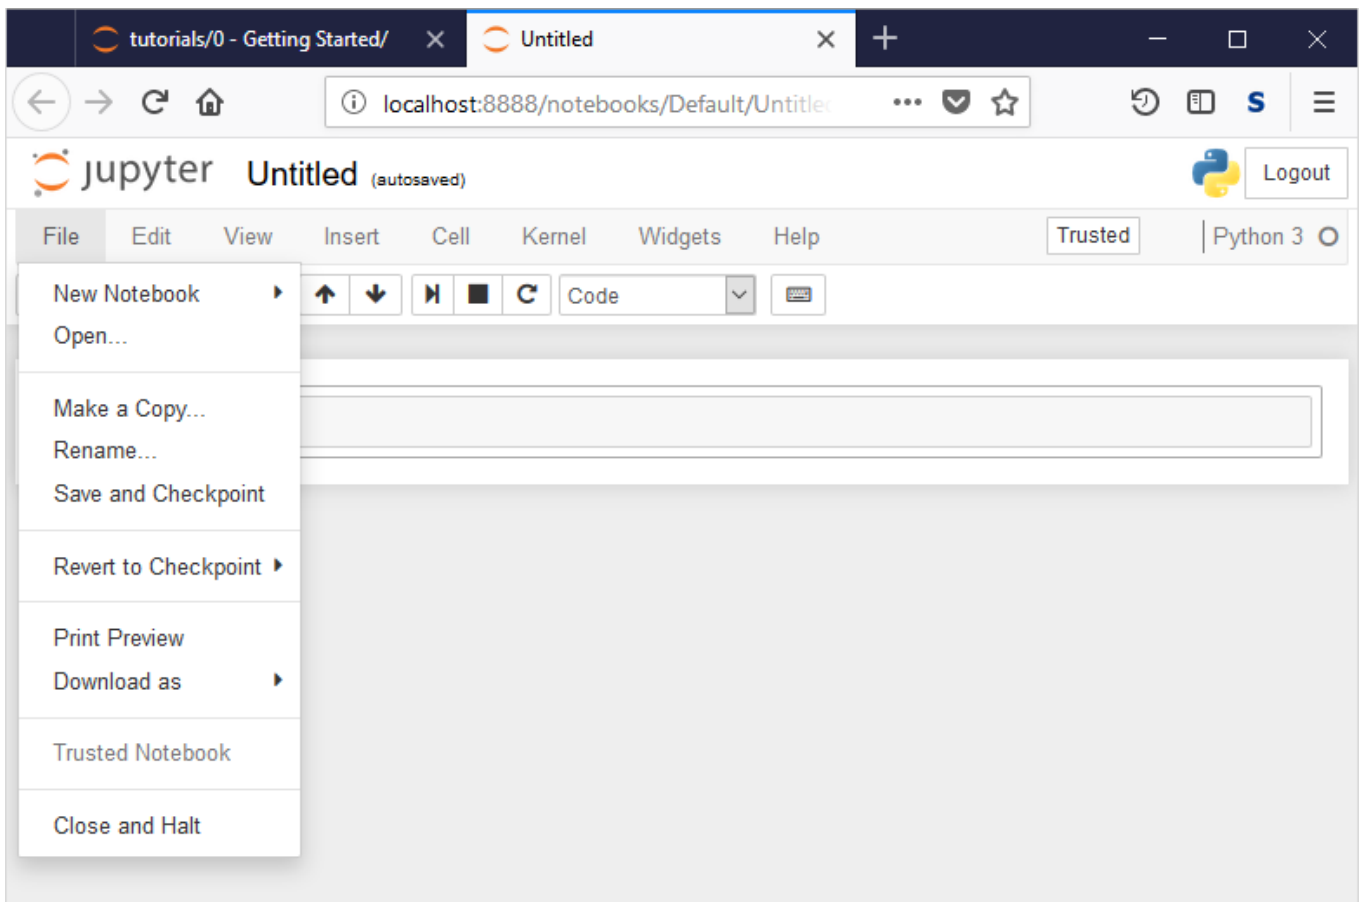 tutorials/0 - Getting Started/
Untitled
localhost:8888/notebooks/Default/Untitled
jupyter Untitled (autosaved)
Logout
File Edit View Insert Cell Kernel Widgets Help Trusted Python 3
Code
New Notebook
Open...
Make a Copy...
Rename...
Save and Checkpoint
Revert to Checkpoint
Print Preview
Download as
Trusted Notebook
Close and Halt
S